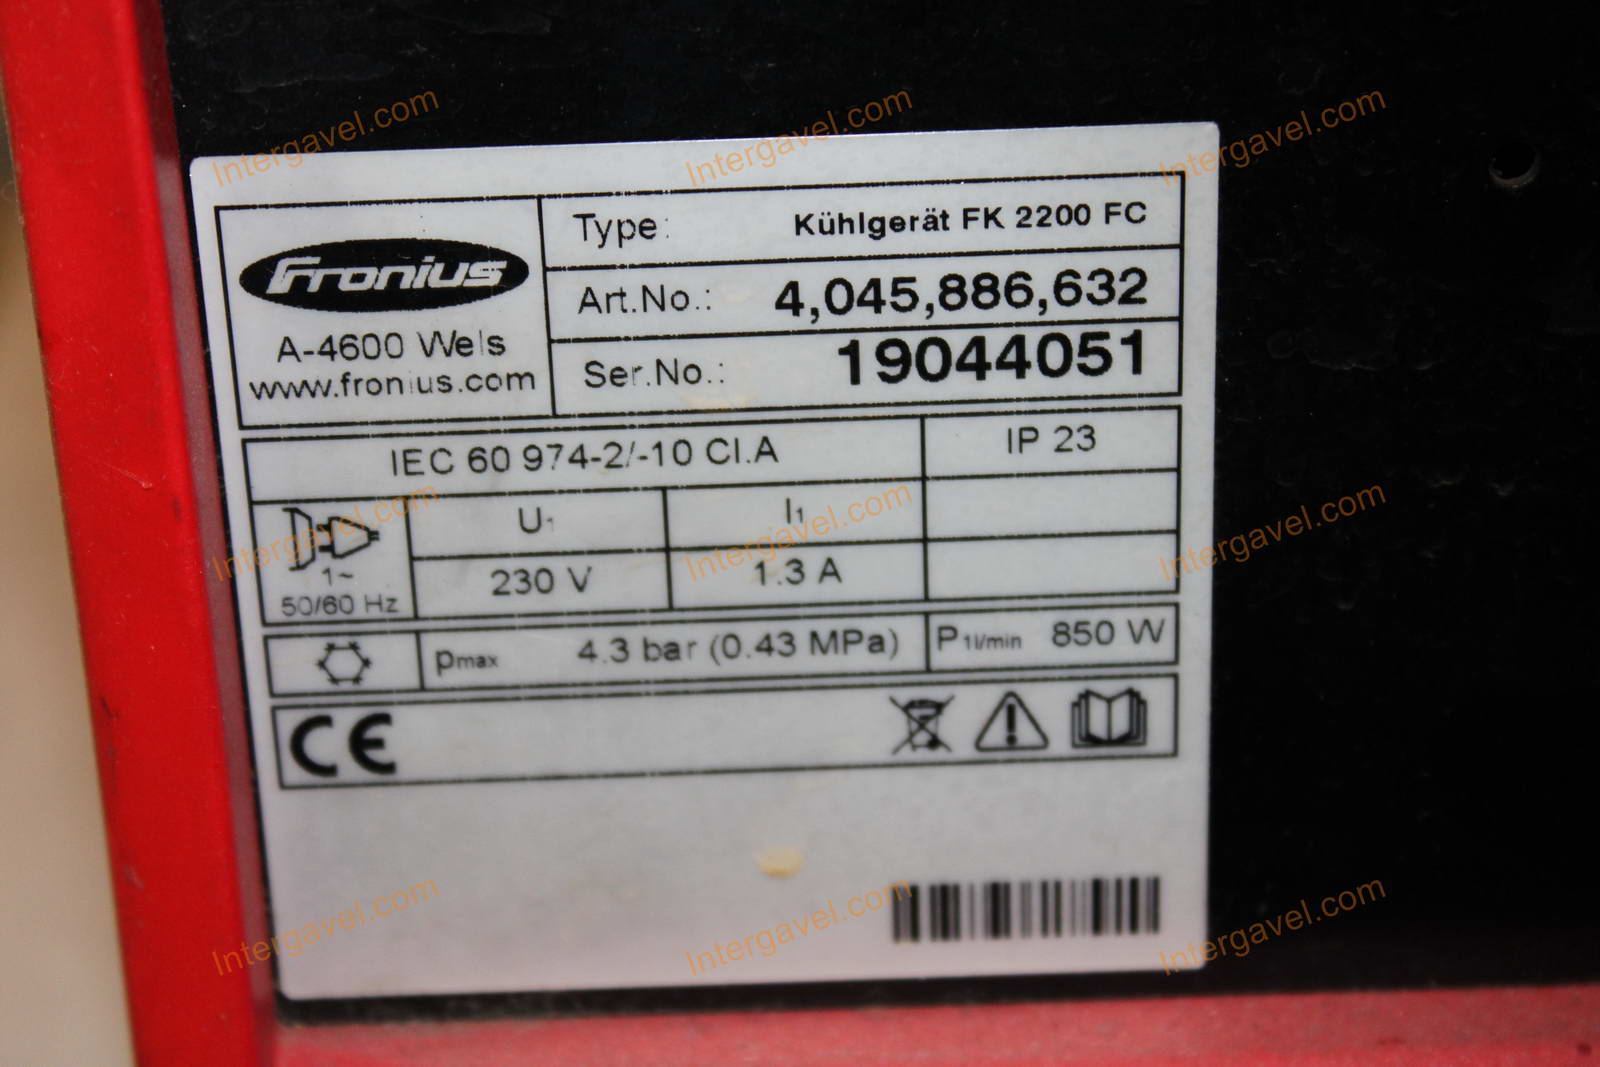 Fronius
A-4600 Wels
www.fronius.com
Type: Kühlgerät FK 2200 FC
Art.No.: 4,045,886,632
Ser.No.: 19044051
IEC 60 974-2/-10 Cl.A
IP 23
1~
50/60 Hz
U1
I1
230 V
1.3 A
pmax 4.3 bar (0.43 MPa)
P1l/min 850 W
CE
Intergavel.com
Intergavel.com
Intergavel.com
Intergavel.com
Intergavel.com
Intergavel.com
Intergavel.com
Intergavel.com
Intergavel.com